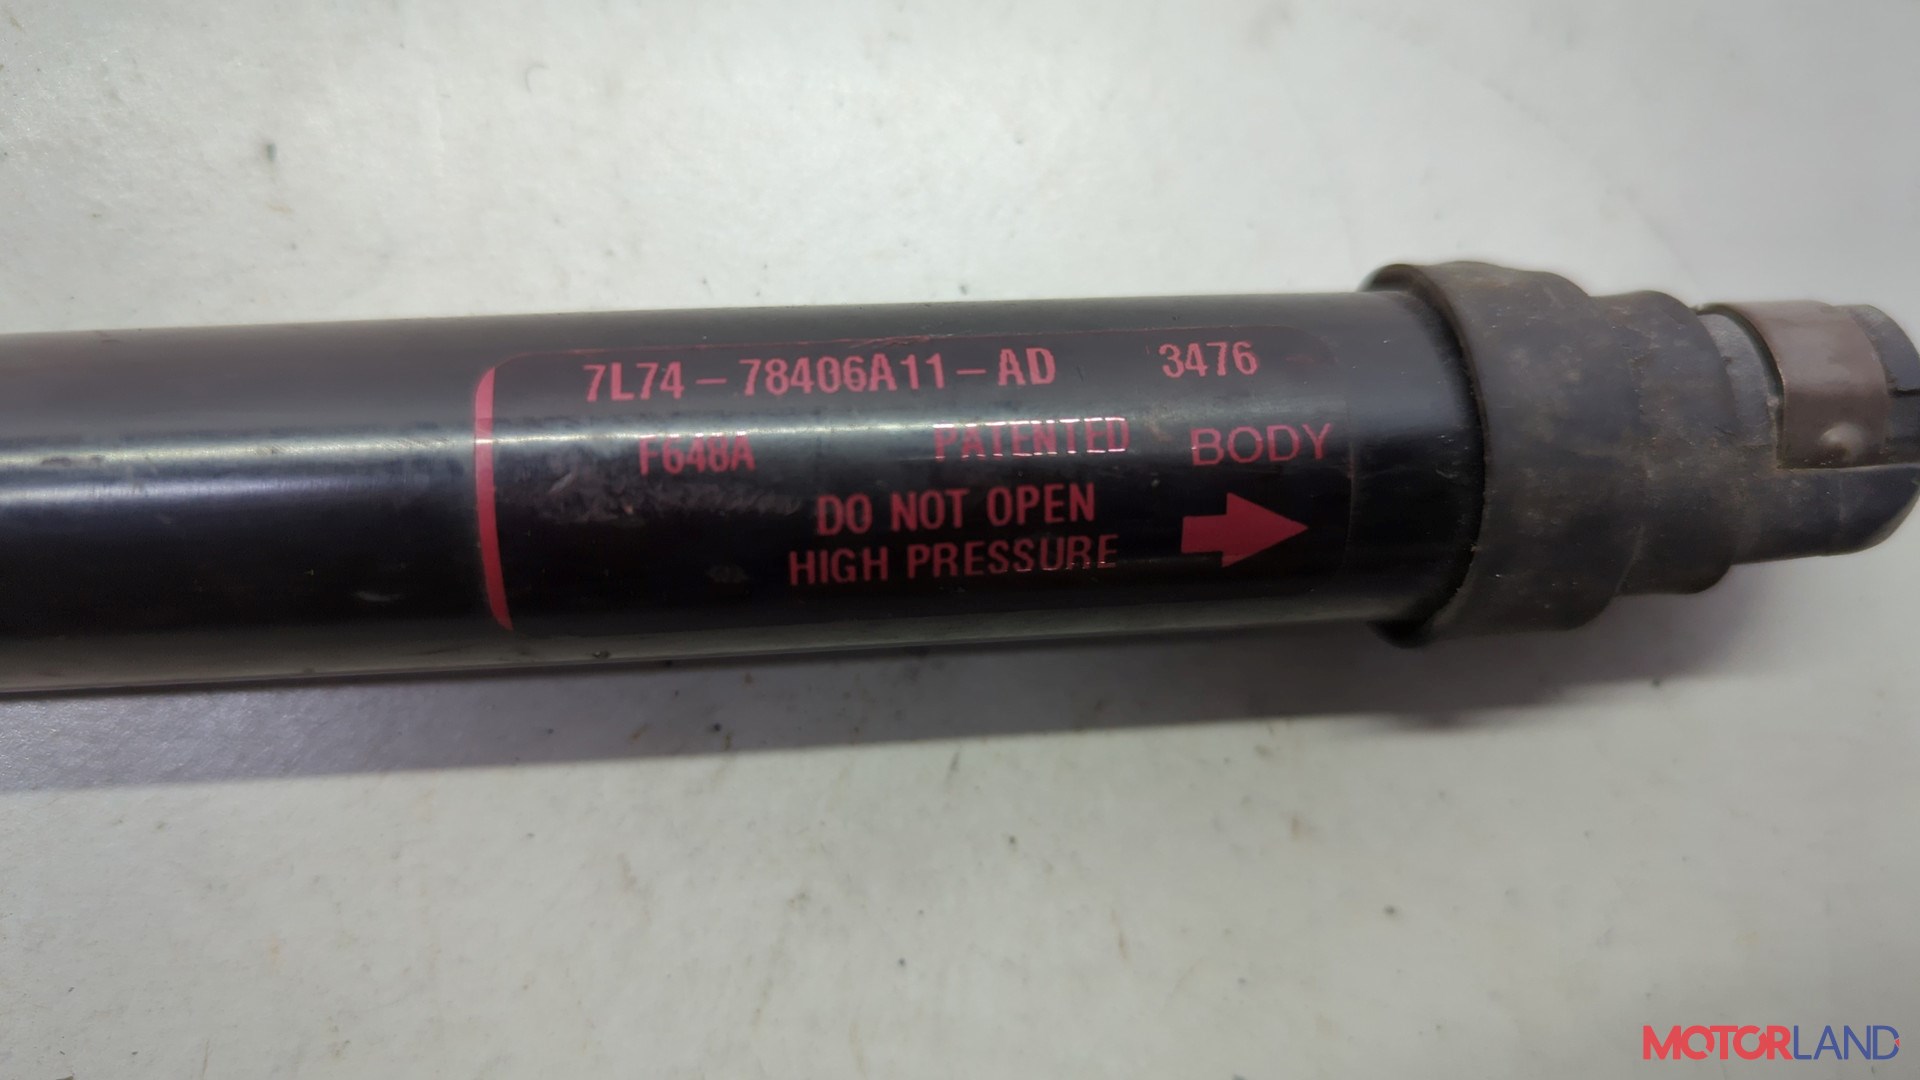 7L74-78406A11-AD 3476
F648A PATENTED BODY
DO NOT OPEN
HIGH PRESSURE
MOTORLAND